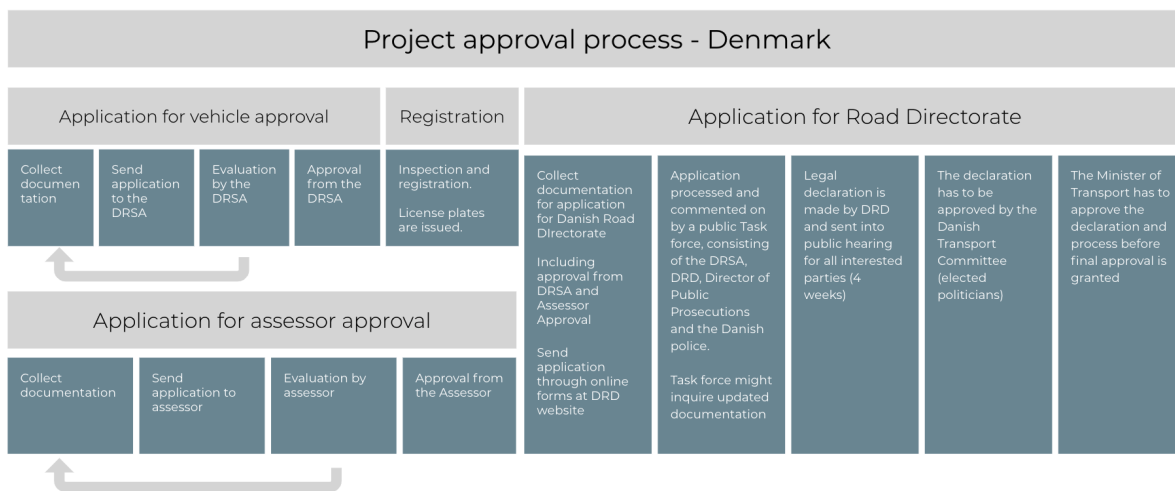 Project approval process - Denmark
Application for vehicle approval
Registration
Application for Road Directorate
Collect
documen
tation
Send
application
to the
DRSA
Evaluation
by the
DRSA
Approval
from the
DRSA
Inspection and
registration.
License plates
are issued.
Application for assessor approval
Collect
documentation
Send
application to
assessor
Evaluation by
assessor
Approval from
the Assessor
Collect
documentation
for application
for Danish Road
DIrectorate
Including
approval from
DRSA and
Assessor
Approval
Send
application
through online
forms at DRD
website
Application
processed and
commented on
by a public Task
force, consisting
of the DRSA,
DRD, Director of
Public
Prosecutions
and the Danish
police.
Task force might
inquire updated
documentation
Legal
declaration is
made by DRD
and sent into
public hearing
for all interested
parties (4
weeks)
The declaration
has to be
approved by the
Danish
Transport
Committee
(elected
politicians)
The Minister of
Transport has to
approve the
declaration and
process before
final approval is
granted